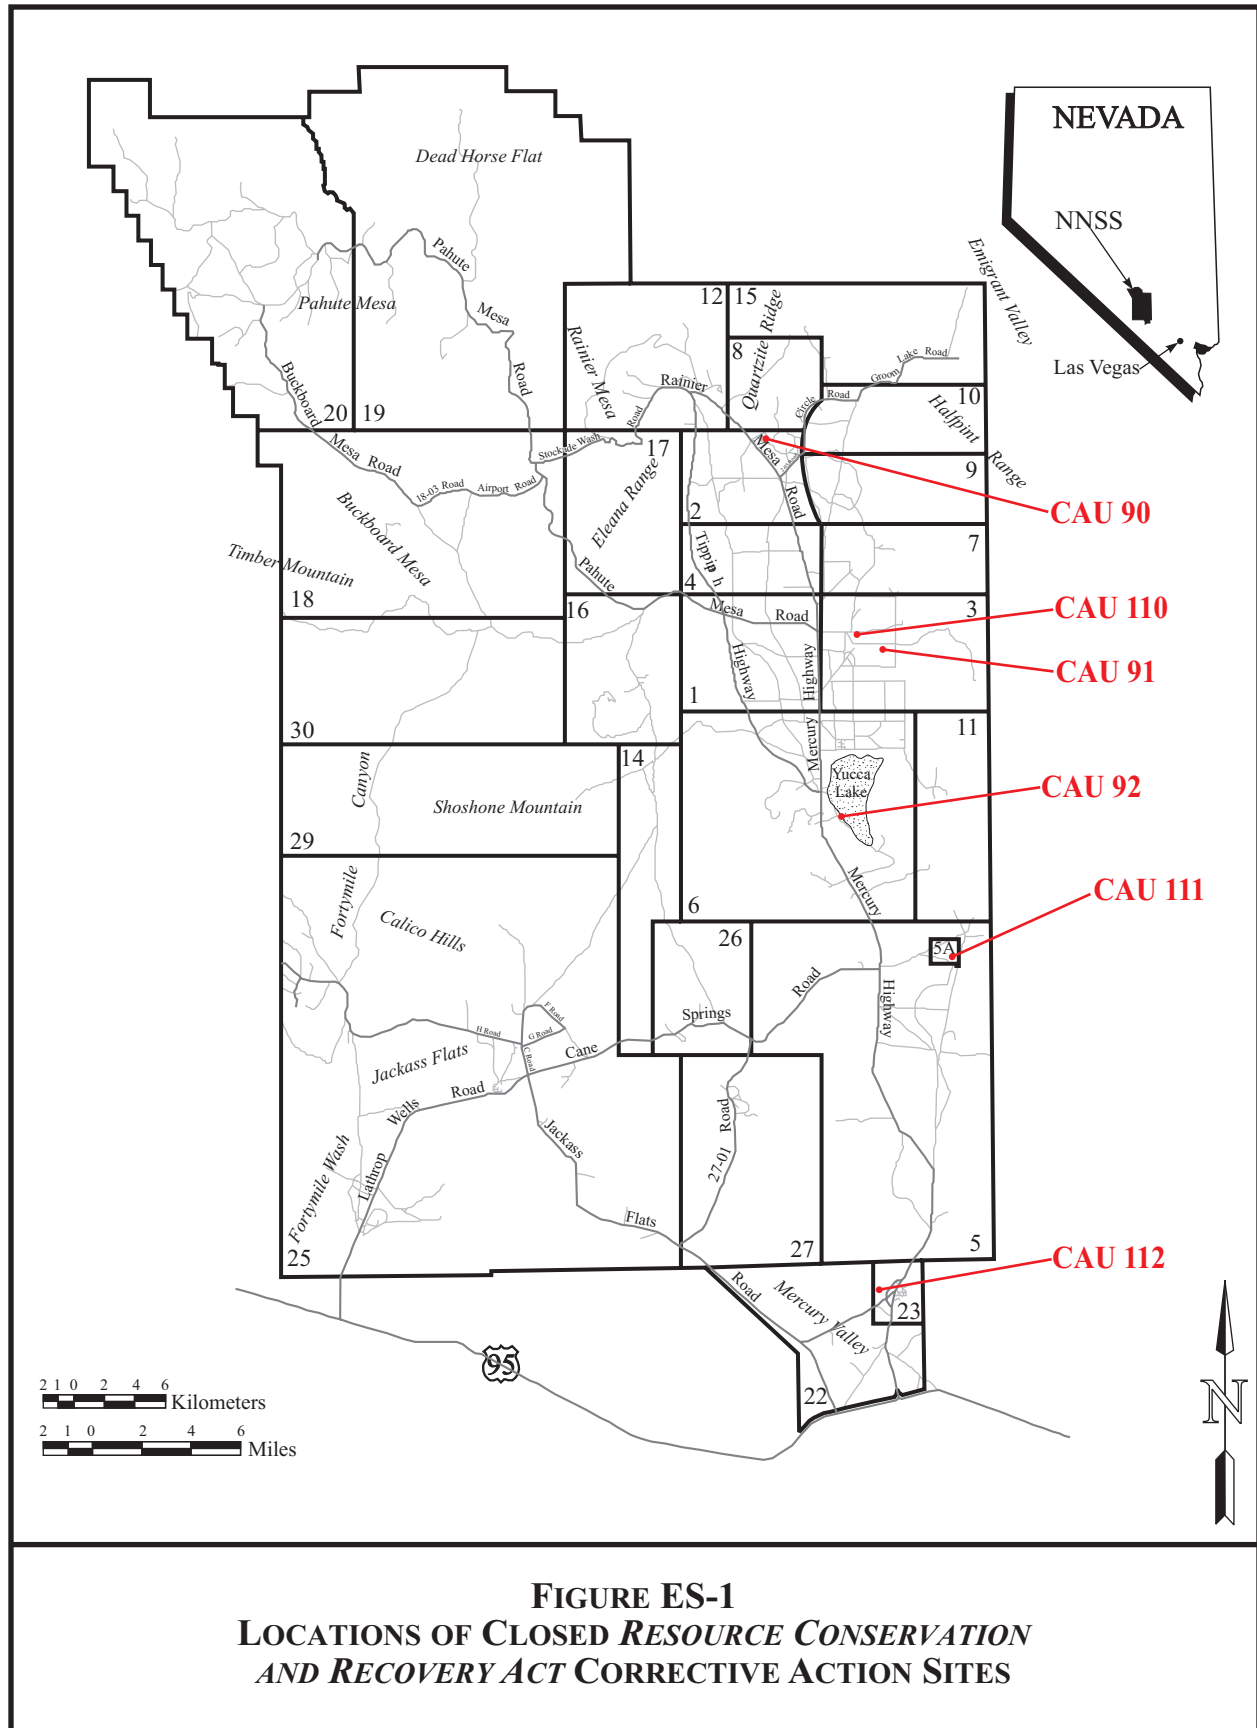 NEVADA
NNSS
Las Vegas
Dead Horse Flat
Emigrant Valley
Pahute
Mesa
Road
Pahute Mesa
12
15
Quartzite Ridge
Rainier Mesa
8
Groom
Lake
Road
Circle
Road
10
Halfpint
Range
Rainier
Mesa
Road
Buckboard
Mesa
Road
20
19
Stockade Wash
Road
17
9
18-03 Road
Airport
Road
Eleana Range
2
CAU 90
Buckboard Mesa
Timber Mountain
7
Tippipah
Highway
Pahute
Mesa
Road
4
18
16
3
CAU 110
CAU 91
Mercury
Highway
1
30
11
14
Yucca
Lake
CAU 92
Canyon
Fortymile
Shoshone Mountain
29
Mercury
Highway
CAU 111
6
Calico Hills
26
5A
Road
Springs
Cane
F Road
G Road
H Road
C Road
Jackass Flats
Road
Wells
Lathrop
Jackass
Flats
Road
27-01
Road
Fortymile Wash
25
27
5
CAU 112
Mercury Valley
23
22
95
2 1 0 2 4 6
Kilometers
2 1 0 2 4 6
Miles
N
FIGURE ES-1
LOCATIONS OF CLOSED RESOURCE CONSERVATION
AND RECOVERY ACT CORRECTIVE ACTION SITES